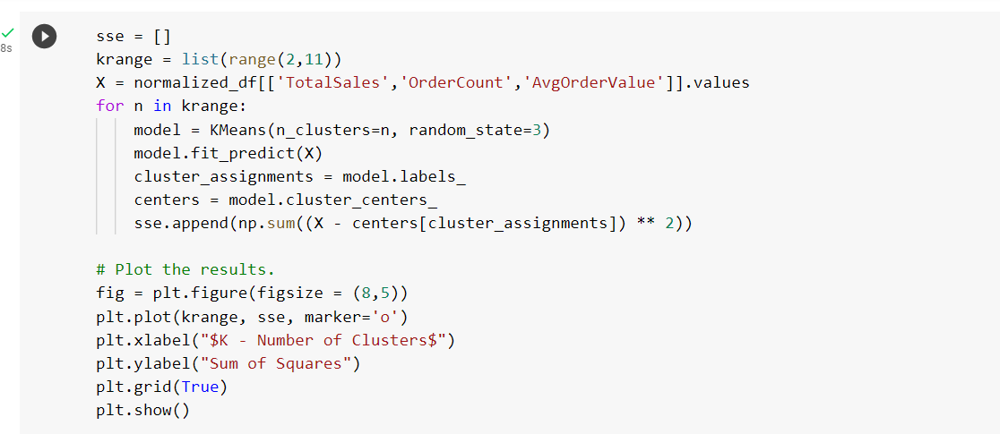 8s
sse = []
krange = list(range(2,11))
X = normalized_df[['TotalSales','OrderCount','AvgOrderValue']].values
for n in krange:
    model = KMeans(n_clusters=n, random_state=3)
    model.fit_predict(X)
    cluster_assignments = model.labels_
    centers = model.cluster_centers_
    sse.append(np.sum((X - centers[cluster_assignments]) ** 2))

# Plot the results.
fig = plt.figure(figsize = (8,5))
plt.plot(krange, sse, marker='o')
plt.xlabel("$K - Number of Clusters$")
plt.ylabel("Sum of Squares")
plt.grid(True)
plt.show()